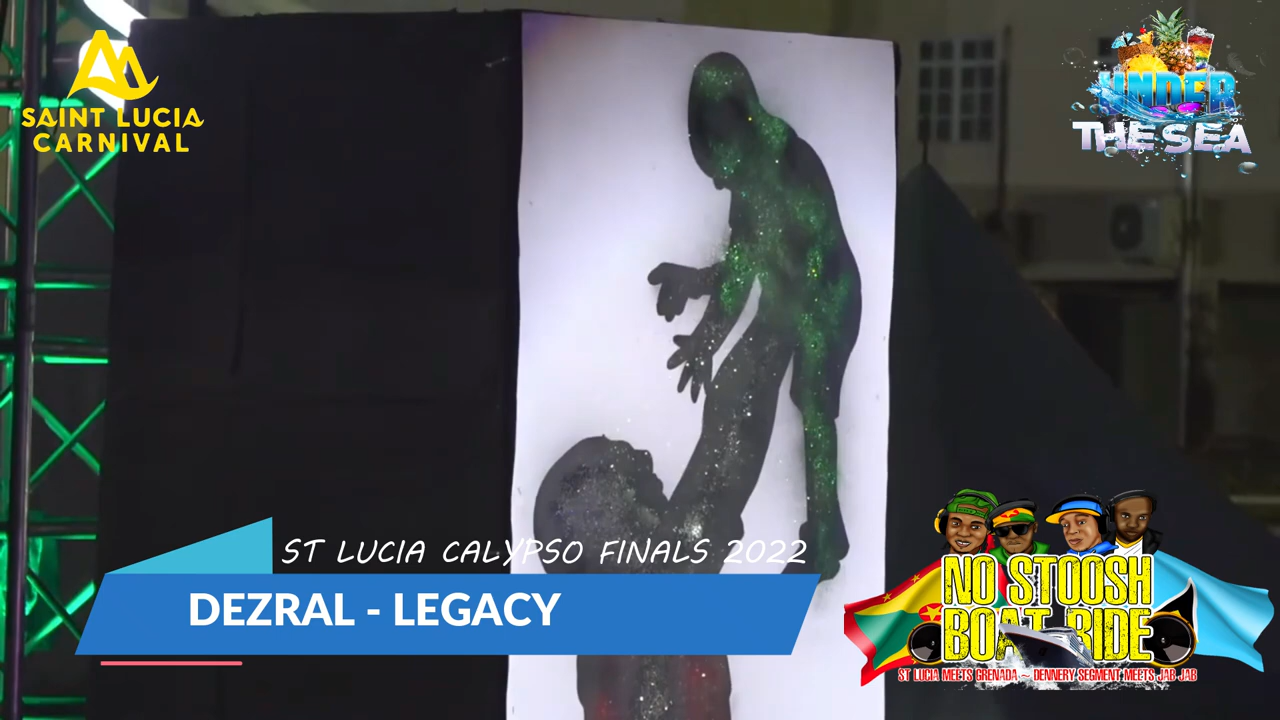 SAINT LUCIA
CARNIVAL
UNDER
THE SEA
ST LUCIA CALYPSO FINALS 2022
DEZRAL - LEGACY
NO STOOSH
BOAT RIDE
ST LUCIA MEETS GRENADA ~ DENNERY SEGMENT MEETS JAB JAB